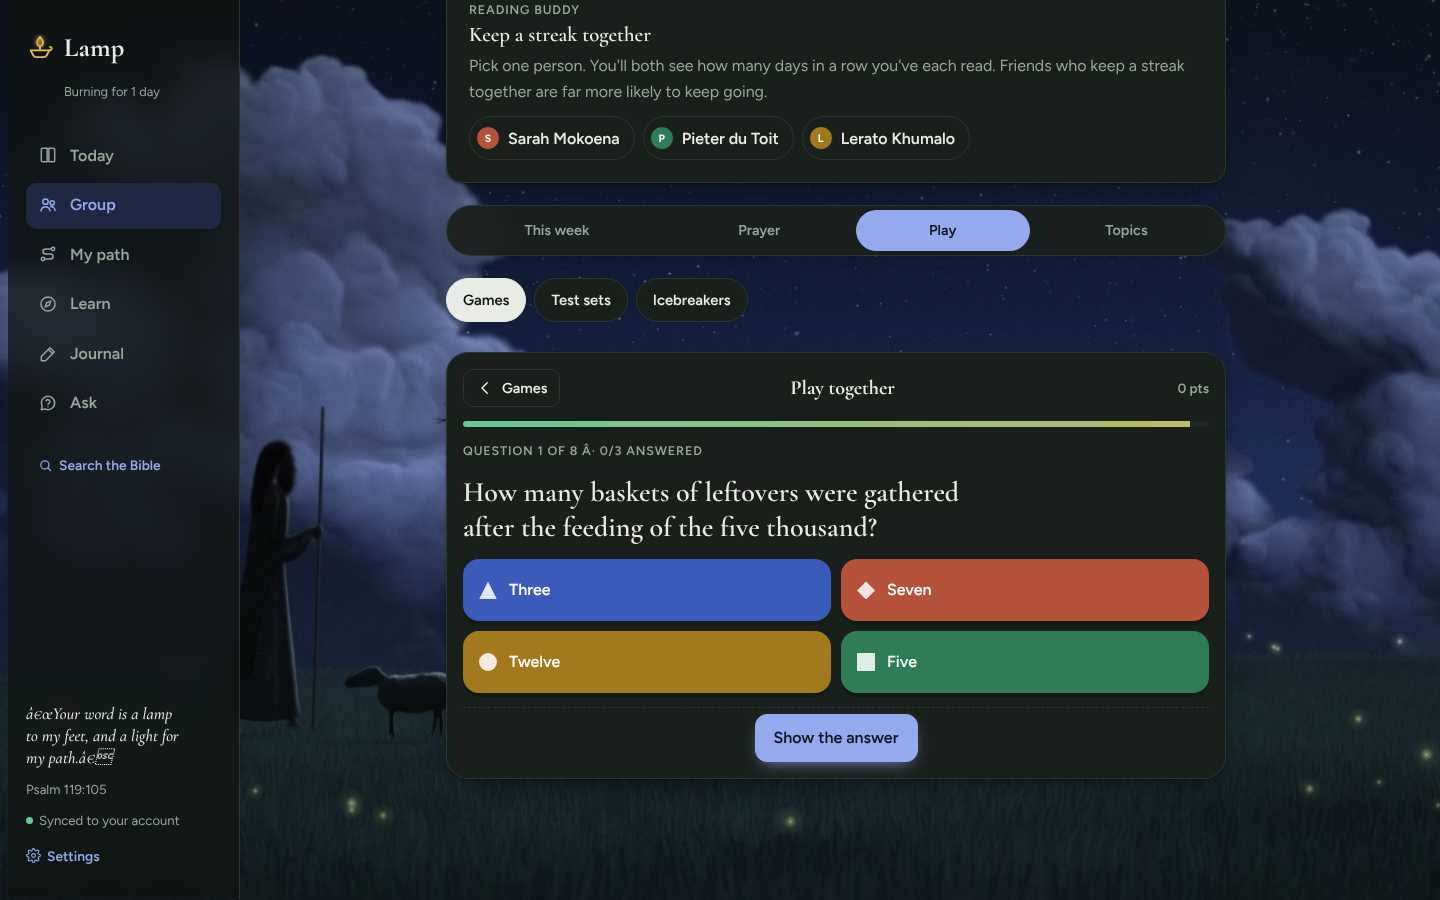 Lamp
Burning for 1 day
Today
Group
My path
Learn
Journal
Ask
Search the Bible
“Your word is a lamp
to my feet, and a light for
my path.â€
Psalm 119:105
Synced to your account
Settings
READING BUDDY
Keep a streak together
Pick one person. You'll both see how many days in a row you've each read. Friends who keep a streak
together are far more likely to keep going.
S Sarah Mokoena P Pieter du Toit L Lerato Khumalo
This week Prayer Play Topics
Games Test sets Icebreakers
Games Play together 0 pts
QUESTION 1 OF 8 Â· 0/3 ANSWERED
How many baskets of leftovers were gathered
after the feeding of the five thousand?
Three Seven
Twelve Five
Show the answer